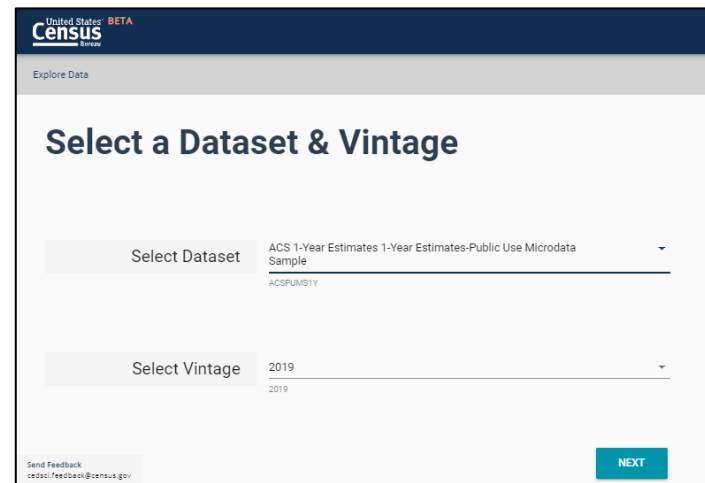 United States® BETA
Census
Bureau
Explore Data
Select a Dataset & Vintage
Select Dataset
ACS 1-Year Estimates 1-Year Estimates-Public Use Microdata
Sample
ACSPUMS1Y
Select Vintage
2019
2019
Send Feedback
cedsci.feedback@census.gov
NEXT